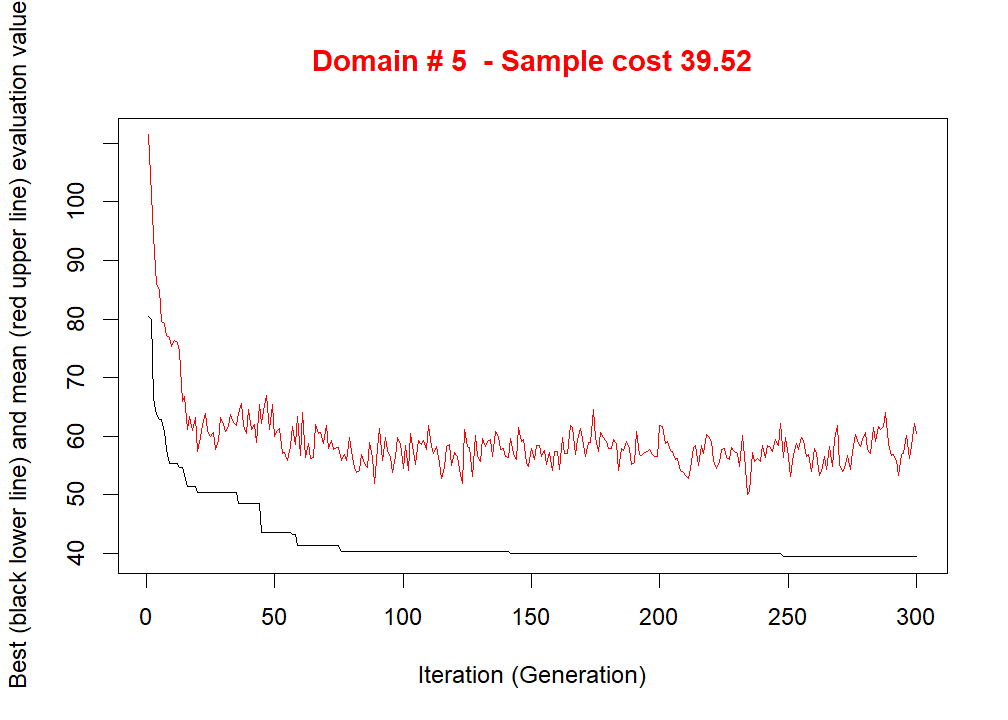 Domain # 5  - Sample cost 39.52
Best (black lower line) and mean (red upper line) evaluation value
100
90
80
70
60
50
40
0 50 100 150 200 250 300
Iteration (Generation)